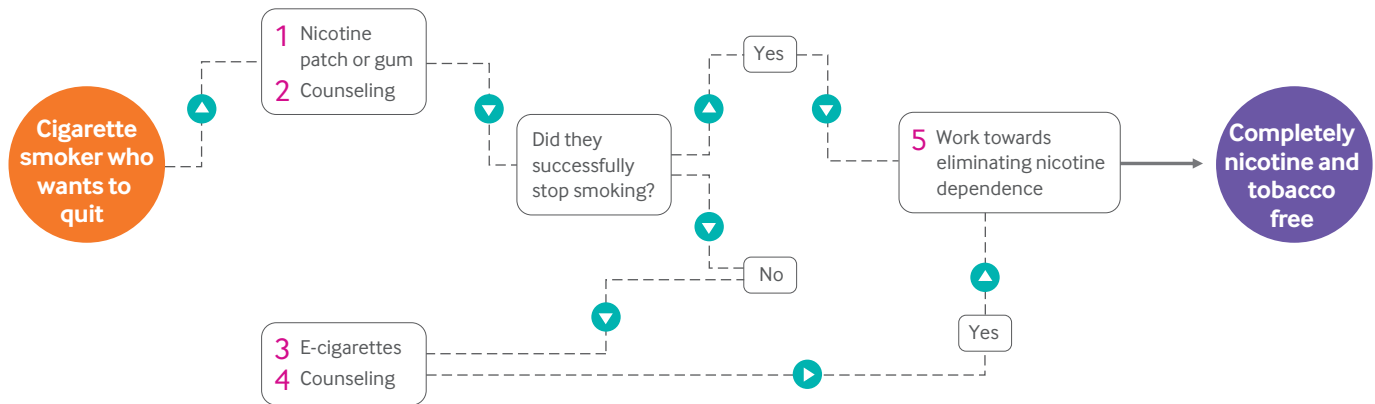 Cigarette
smoker who
wants to
quit
1 Nicotine
patch or gum
2 Counseling
Did they
successfully
stop smoking?
Yes
No
3 E-cigarettes
4 Counseling
Yes
5 Work towards
eliminating nicotine
dependence
Completely
nicotine and
tobacco
free